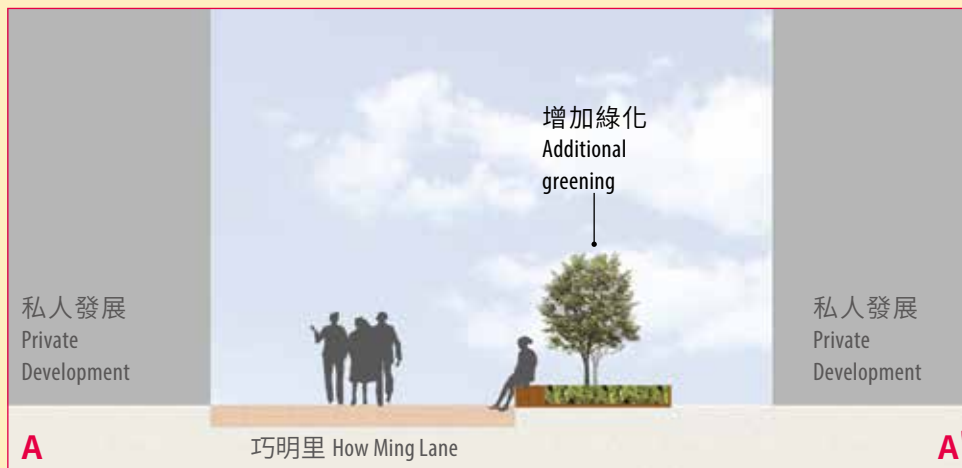 增加綠化
Additional
greening
私人發展
Private
Development
私人發展
Private
Development
A
巧明里 How Ming Lane
A'